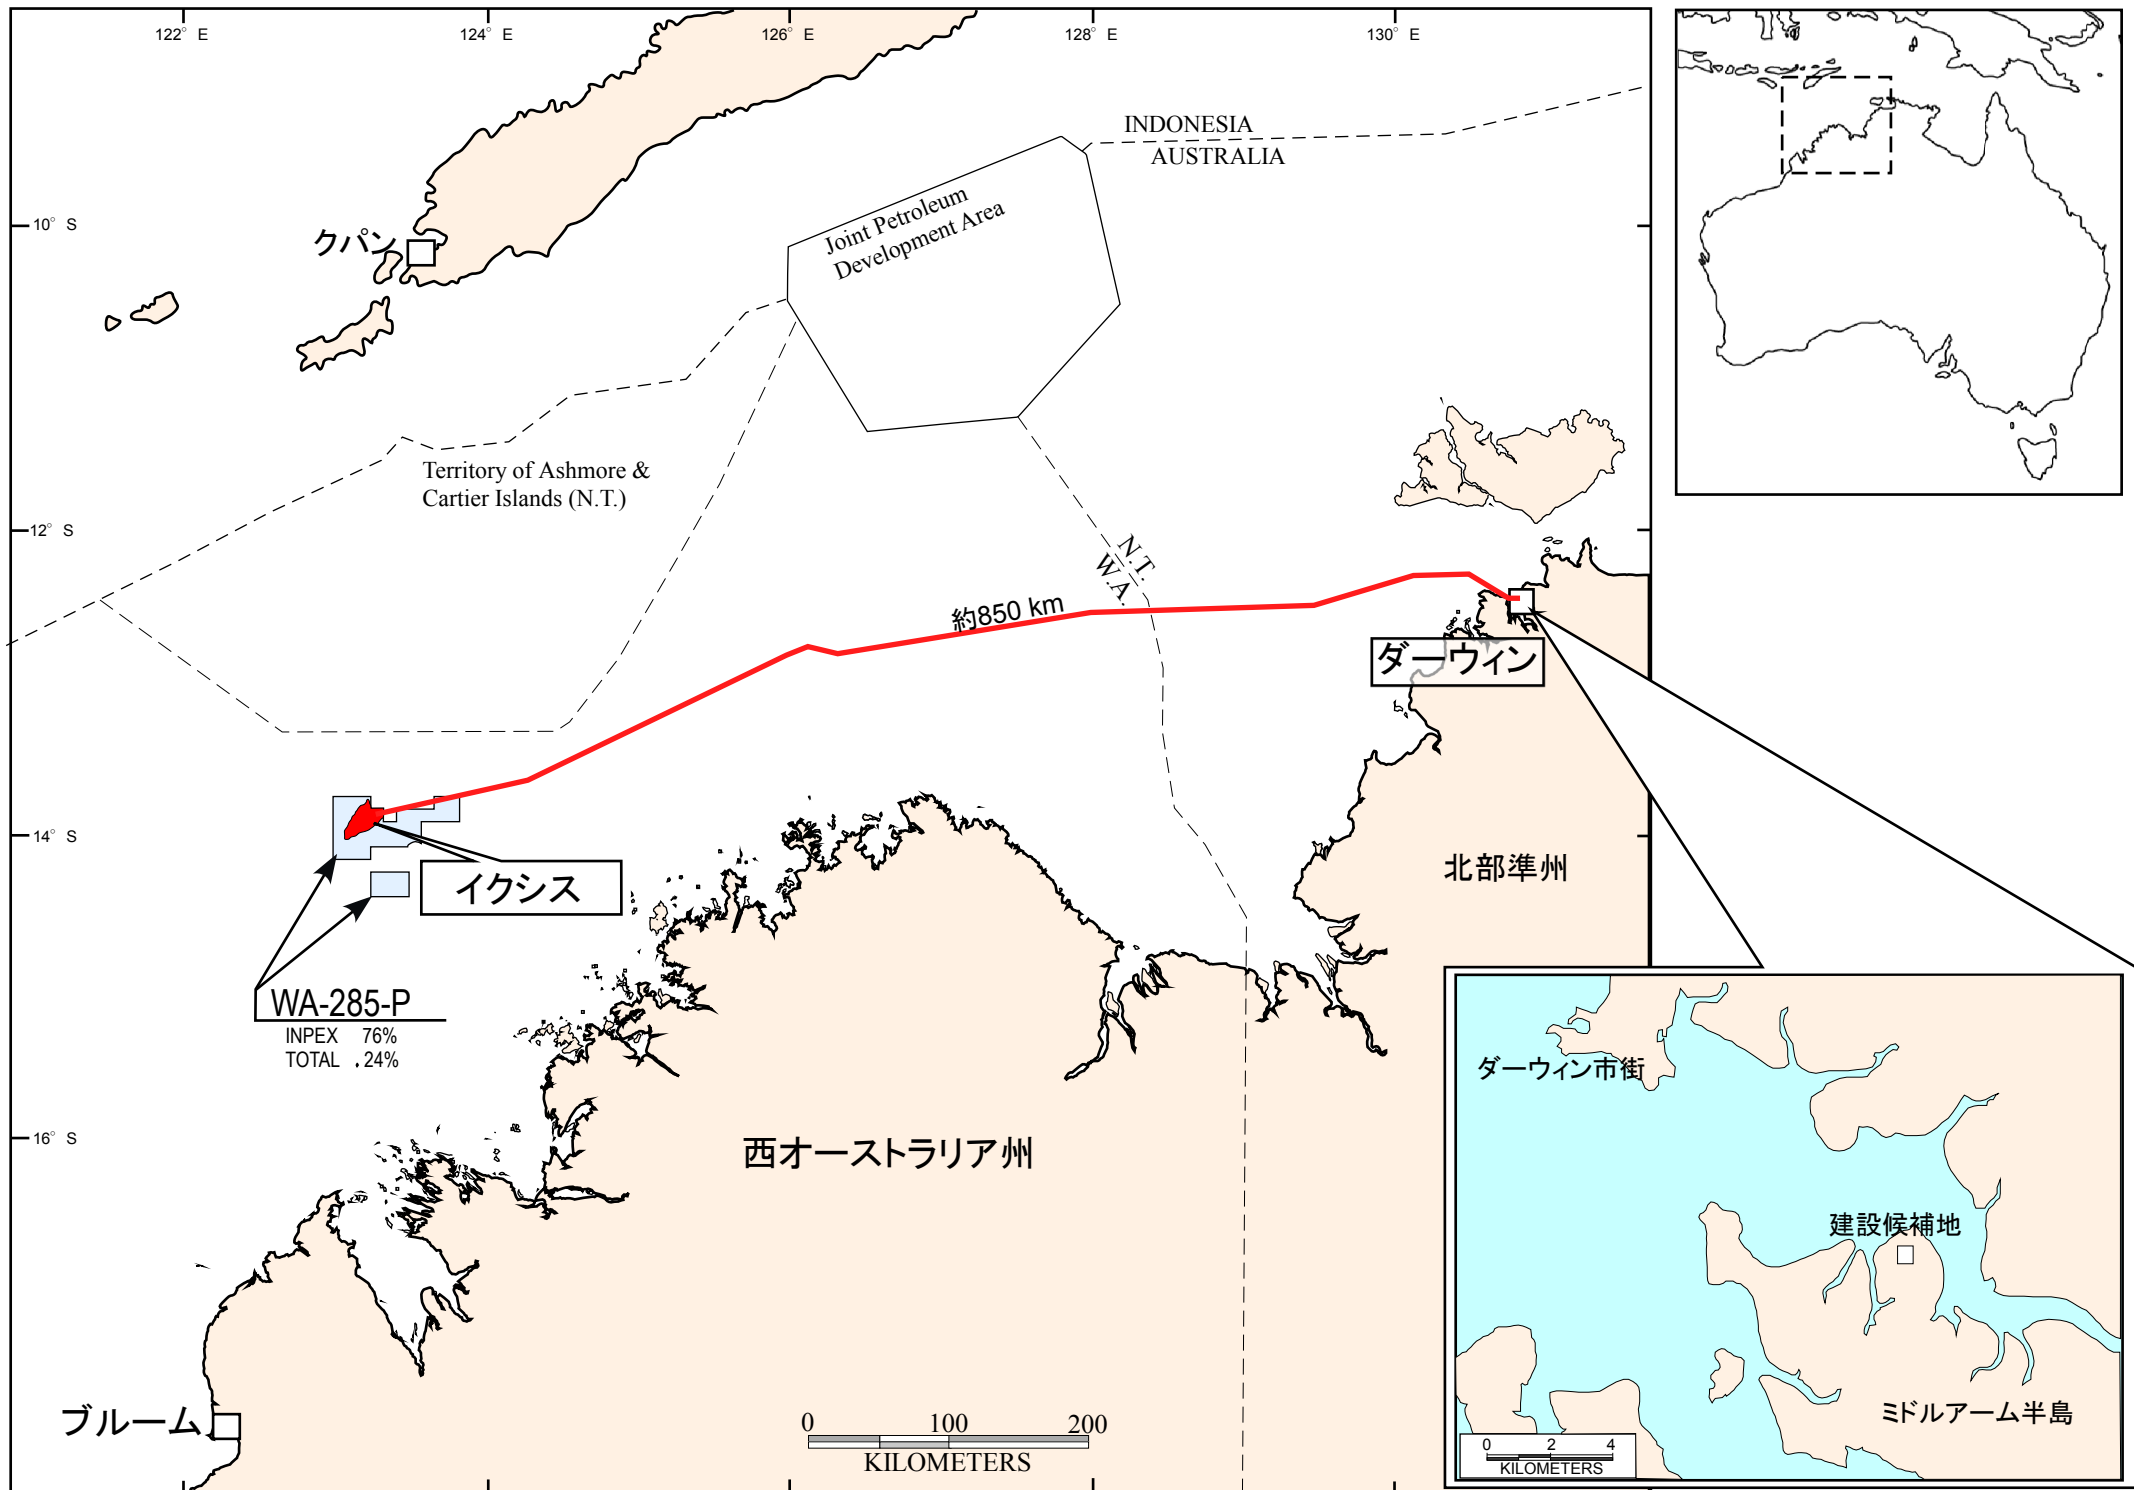 122° E
124° E
126° E
128° E
130° E
INDONESIA
AUSTRALIA
Joint Petroleum
Development Area
10° S
クパン
Territory of Ashmore &
Cartier Islands (N.T.)
12° S
N.T.
W.A.
約850 km
ダーウィン
14° S
イクシス
北部準州
WA-285-P
INPEX 76%
TOTAL .24%
16° S
西オーストラリア州
ブルーム
0 100 200
KILOMETERS
ダーウィン市街
建設候補地
ミドルアーム半島
0 2 4
KILOMETERS